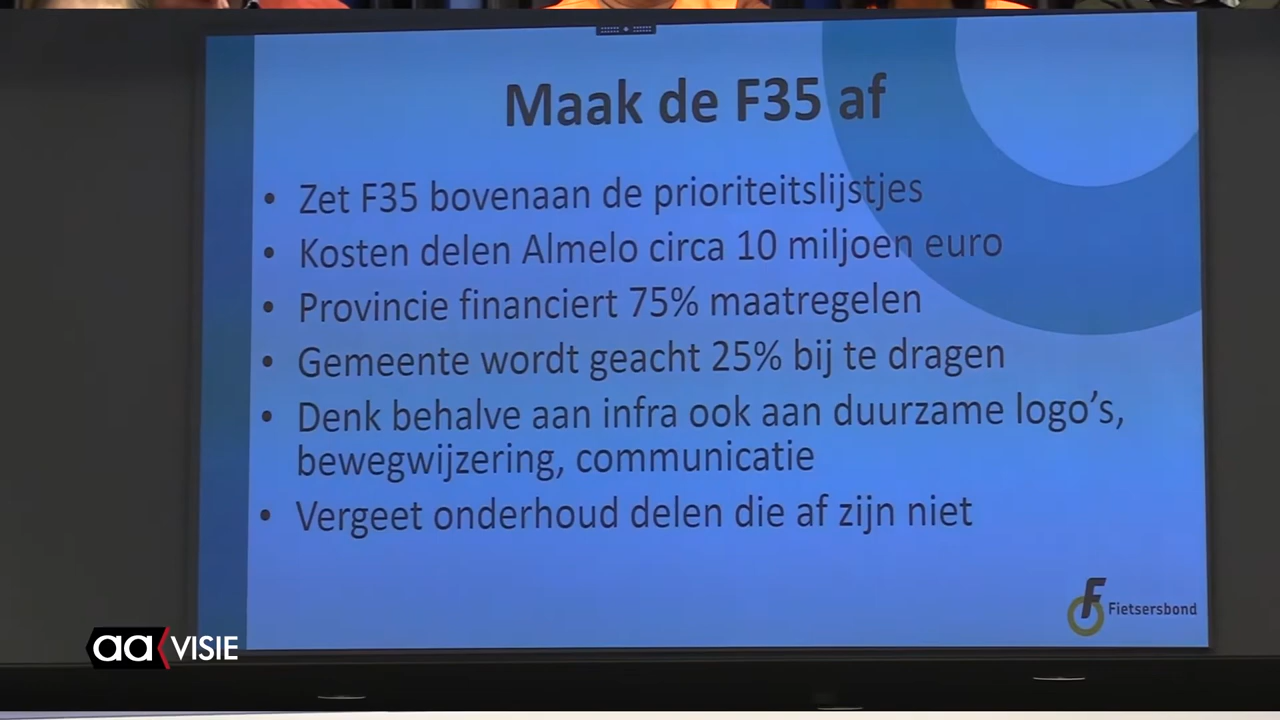 Maak de F35 af
• Zet F35 bovenaan de prioriteitslijstjes
• Kosten delen Almelo circa 10 miljoen euro
• Provincie financiert 75% maatregelen
• Gemeente wordt geacht 25% bij te dragen
• Denk behalve aan infra ook aan duurzame logo's,
bewegwijzering, communicatie
• Vergeet onderhoud delen die af zijn niet
F Fietsersbond
aa VISIE